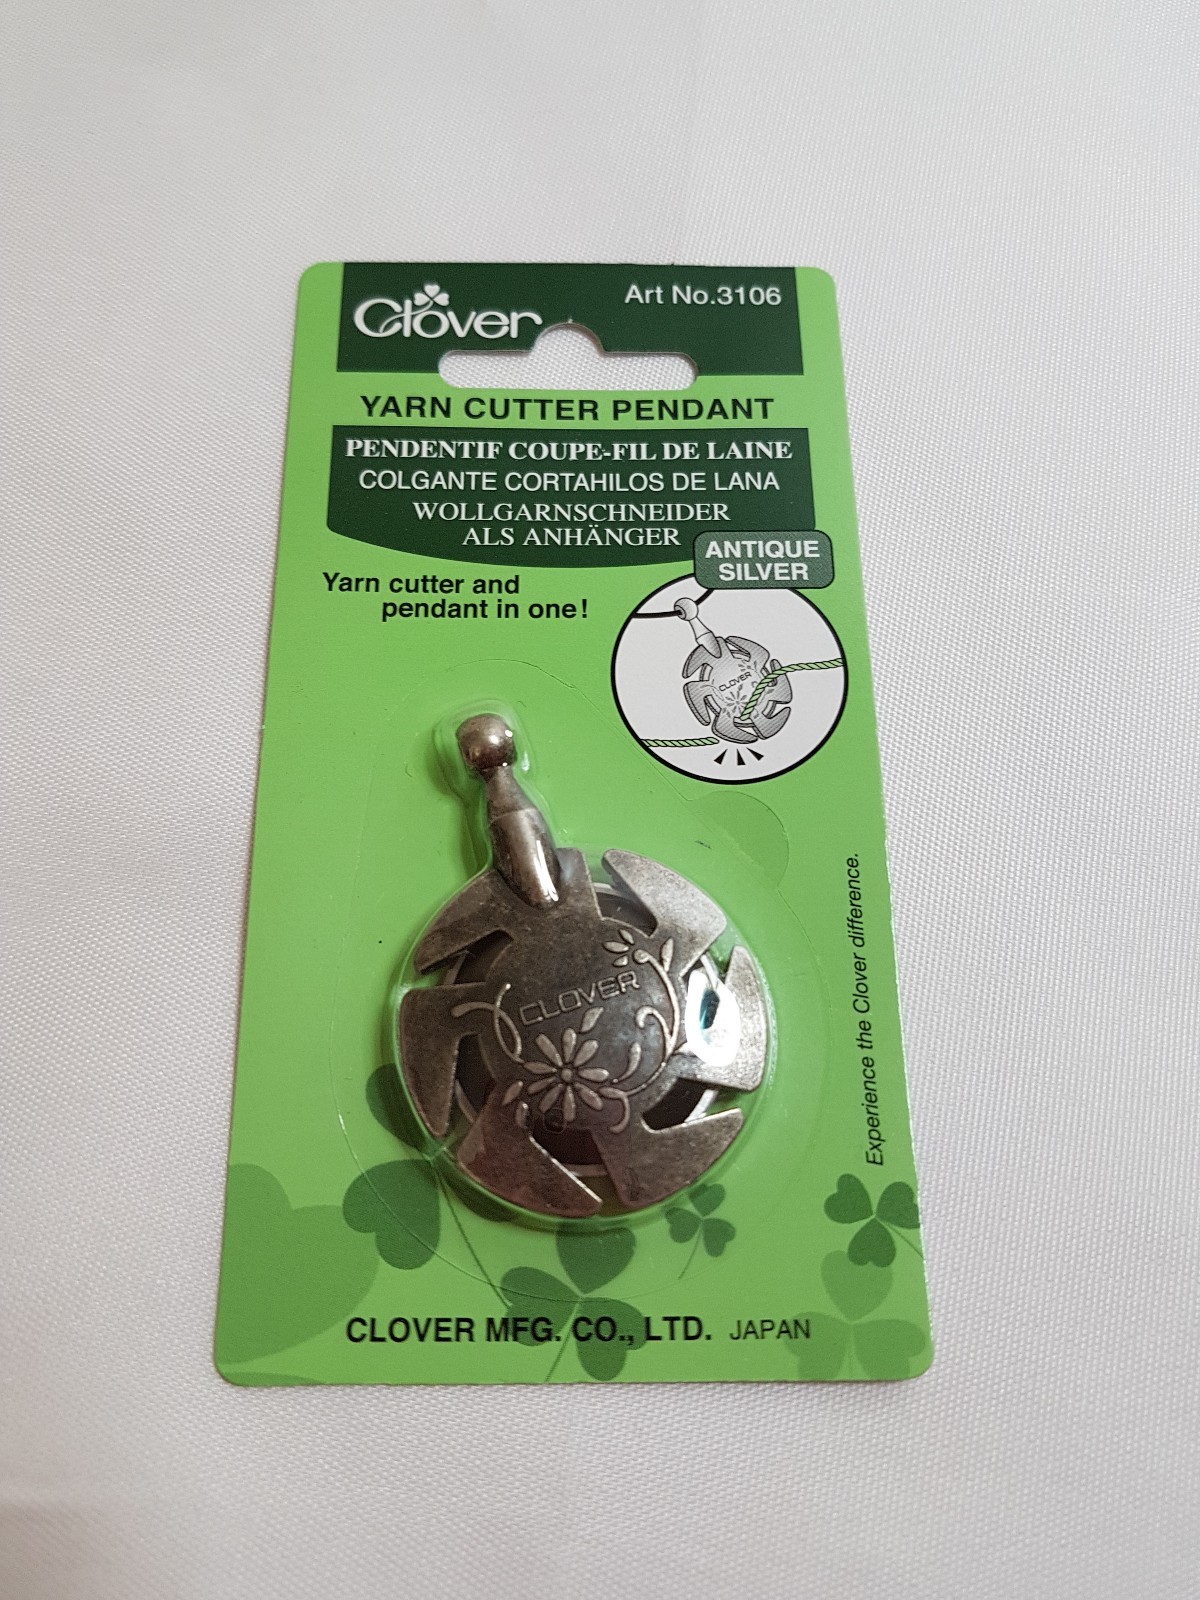 Clover
Art No.3106
YARN CUTTER PENDANT
PENDENTIF COUPE-FIL DE LAINE
COLGANTE CORTAHILOS DE LANA
WOLLGARNSCHNEIDER
ALS ANHÄNGER
ANTIQUE
SILVER
Yarn cutter and
pendant in one!
CLOVER
CLOVER
Experience the Clover difference.
CLOVER MFG. CO., LTD. JAPAN